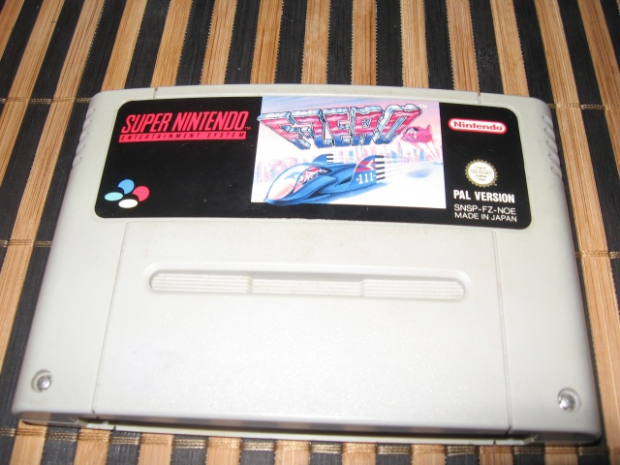 SUPER NINTENDO
ENTERTAINMENT SYSTEM
F-ZERO
Nintendo
PAL VERSION
SNSP-FZ-NOE
MADE IN JAPAN